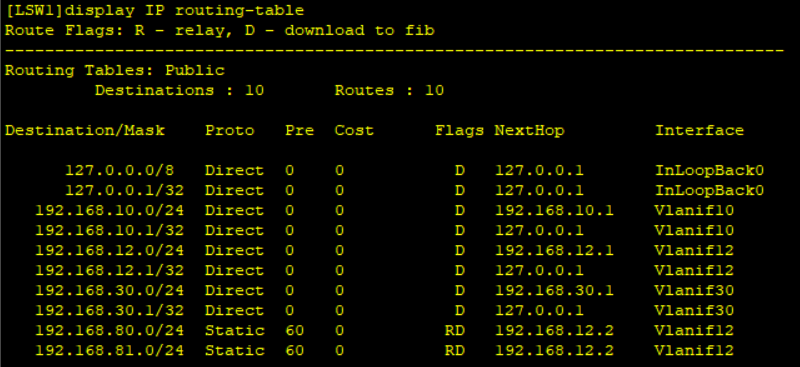 [LSW1]display IP routing-table
Route Flags: R - relay, D - download to fib
------------------------------------------------------------------------------
Routing Tables: Public
         Destinations : 10       Routes : 10

Destination/Mask    Proto   Pre  Cost      Flags NextHop         Interface

      127.0.0.0/8   Direct  0    0           D   127.0.0.1       InLoopBack0
      127.0.0.1/32  Direct  0    0           D   127.0.0.1       InLoopBack0
   192.168.10.0/24  Direct  0    0           D   192.168.10.1    Vlanif10
   192.168.10.1/32  Direct  0    0           D   127.0.0.1       Vlanif10
   192.168.12.0/24  Direct  0    0           D   192.168.12.1    Vlanif12
   192.168.12.1/32  Direct  0    0           D   127.0.0.1       Vlanif12
   192.168.30.0/24  Direct  0    0           D   192.168.30.1    Vlanif30
   192.168.30.1/32  Direct  0    0           D   127.0.0.1       Vlanif30
   192.168.80.0/24  Static  60   0          RD   192.168.12.2    Vlanif12
   192.168.81.0/24  Static  60   0          RD   192.168.12.2    Vlanif12